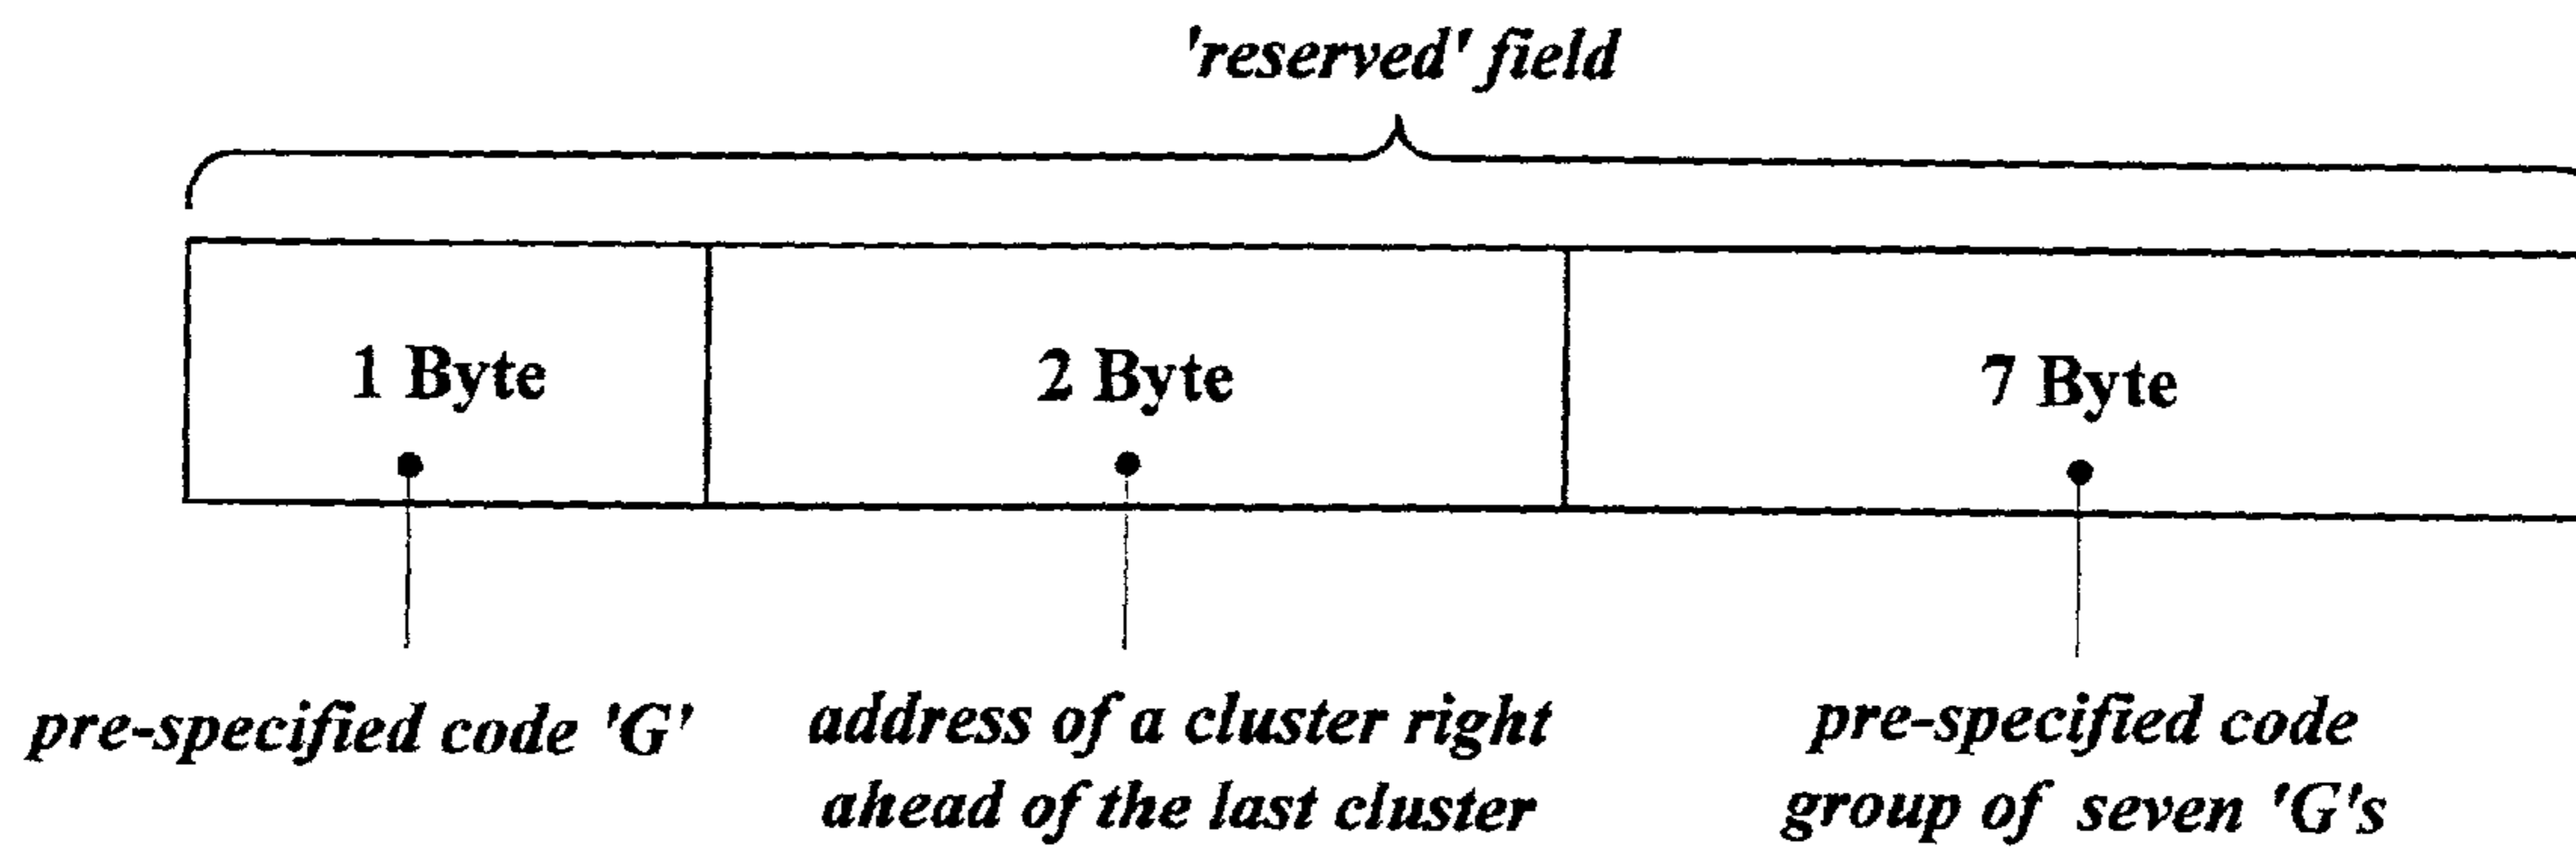 'reserved' field
1 Byte
2 Byte
7 Byte
pre-specified code 'G'
address of a cluster right
ahead of the last cluster
pre-specified code
group of seven 'G's